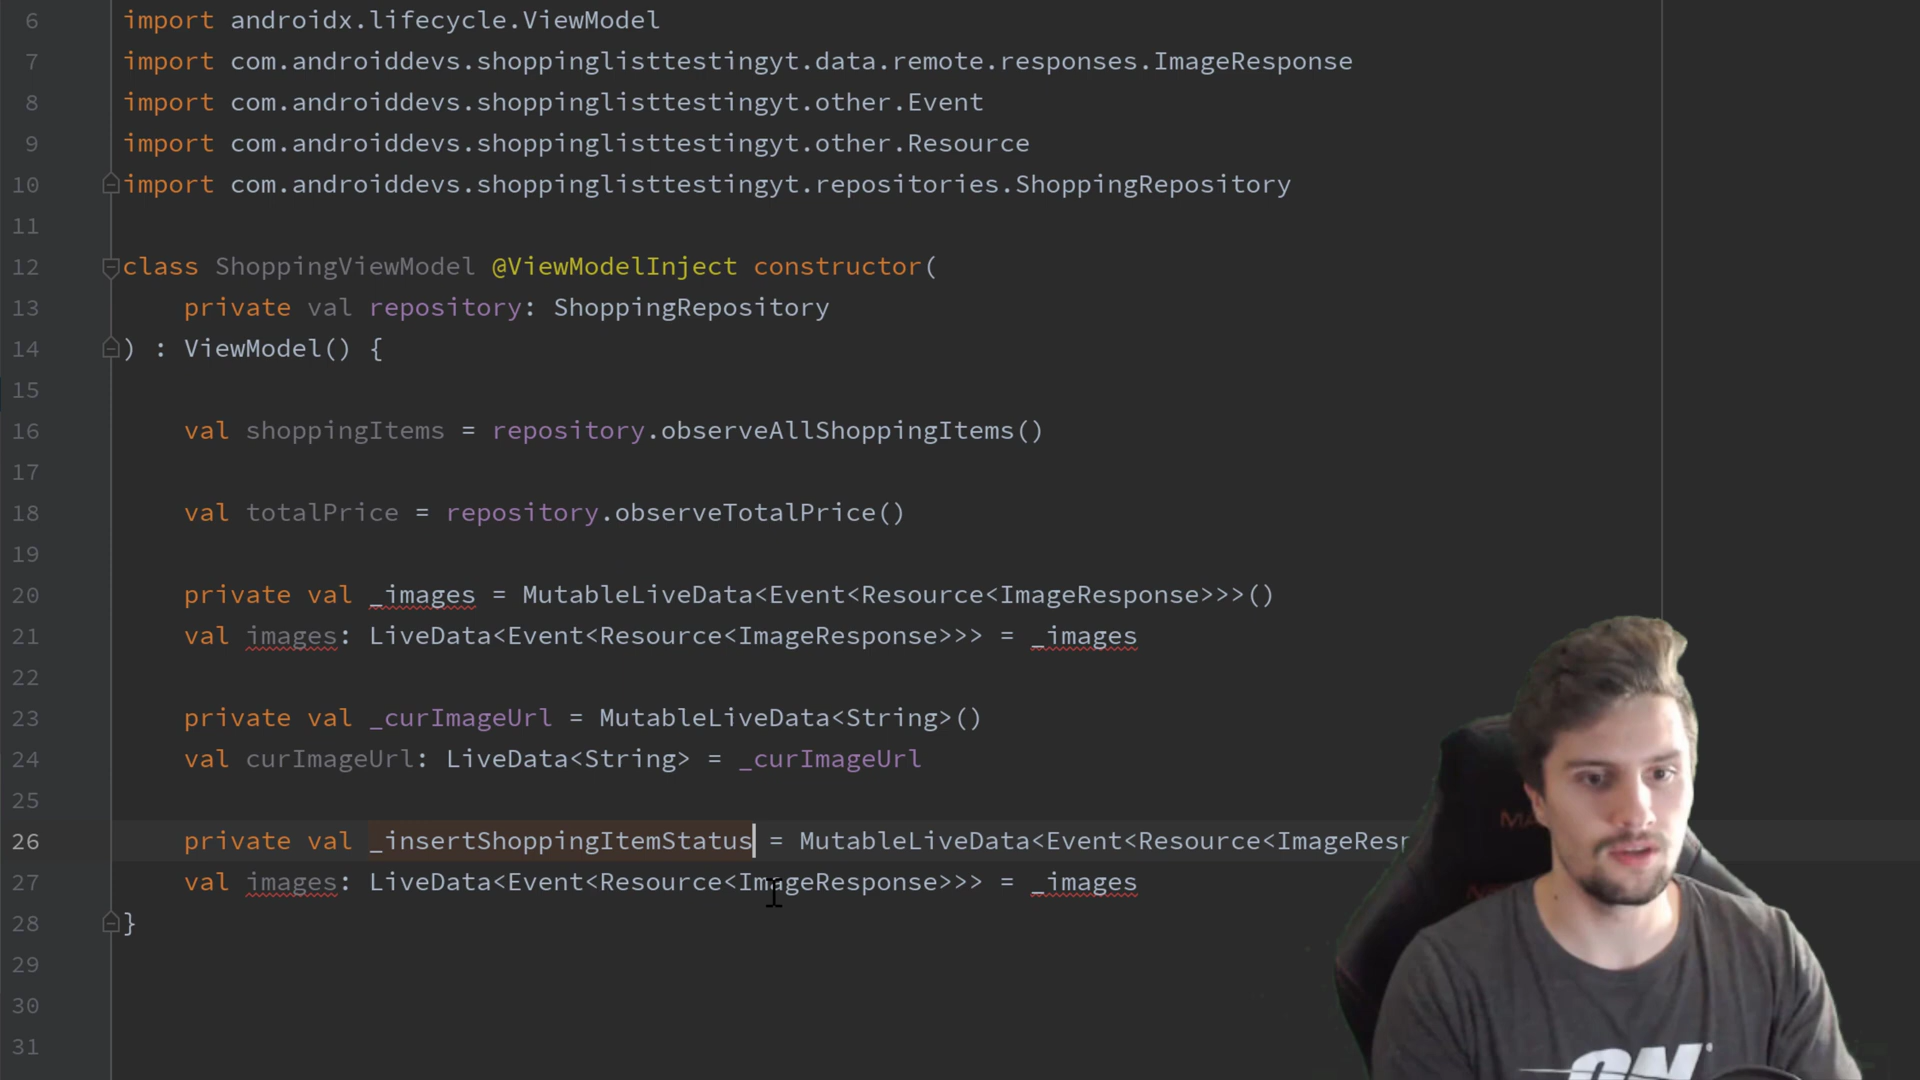 6 import androidx.lifecycle.ViewModel
7 import com.androiddevs.shoppinglisttestingyt.data.remote.responses.ImageResponse
8 import com.androiddevs.shoppinglisttestingyt.other.Event
9 import com.androiddevs.shoppinglisttestingyt.other.Resource
10 import com.androiddevs.shoppinglisttestingyt.repositories.ShoppingRepository
11
12 class ShoppingViewModel @ViewModelInject constructor(
13 private val repository: ShoppingRepository
14 ) : ViewModel() {
15
16 val shoppingItems = repository.observeAllShoppingItems()
17
18 val totalPrice = repository.observeTotalPrice()
19
20 private val _images = MutableLiveData<Event<Resource<ImageResponse>>>()
21 val images: LiveData<Event<Resource<ImageResponse>>> = _images
22
23 private val _curImageUrl = MutableLiveData<String>()
24 val curImageUrl: LiveData<String> = _curImageUrl
25
26 private val _insertShoppingItemStatus = MutableLiveData<Event<Resource<ImageResp
27 val images: LiveData<Event<Resource<ImageResponse>>> = _images
28 }
29
30
31